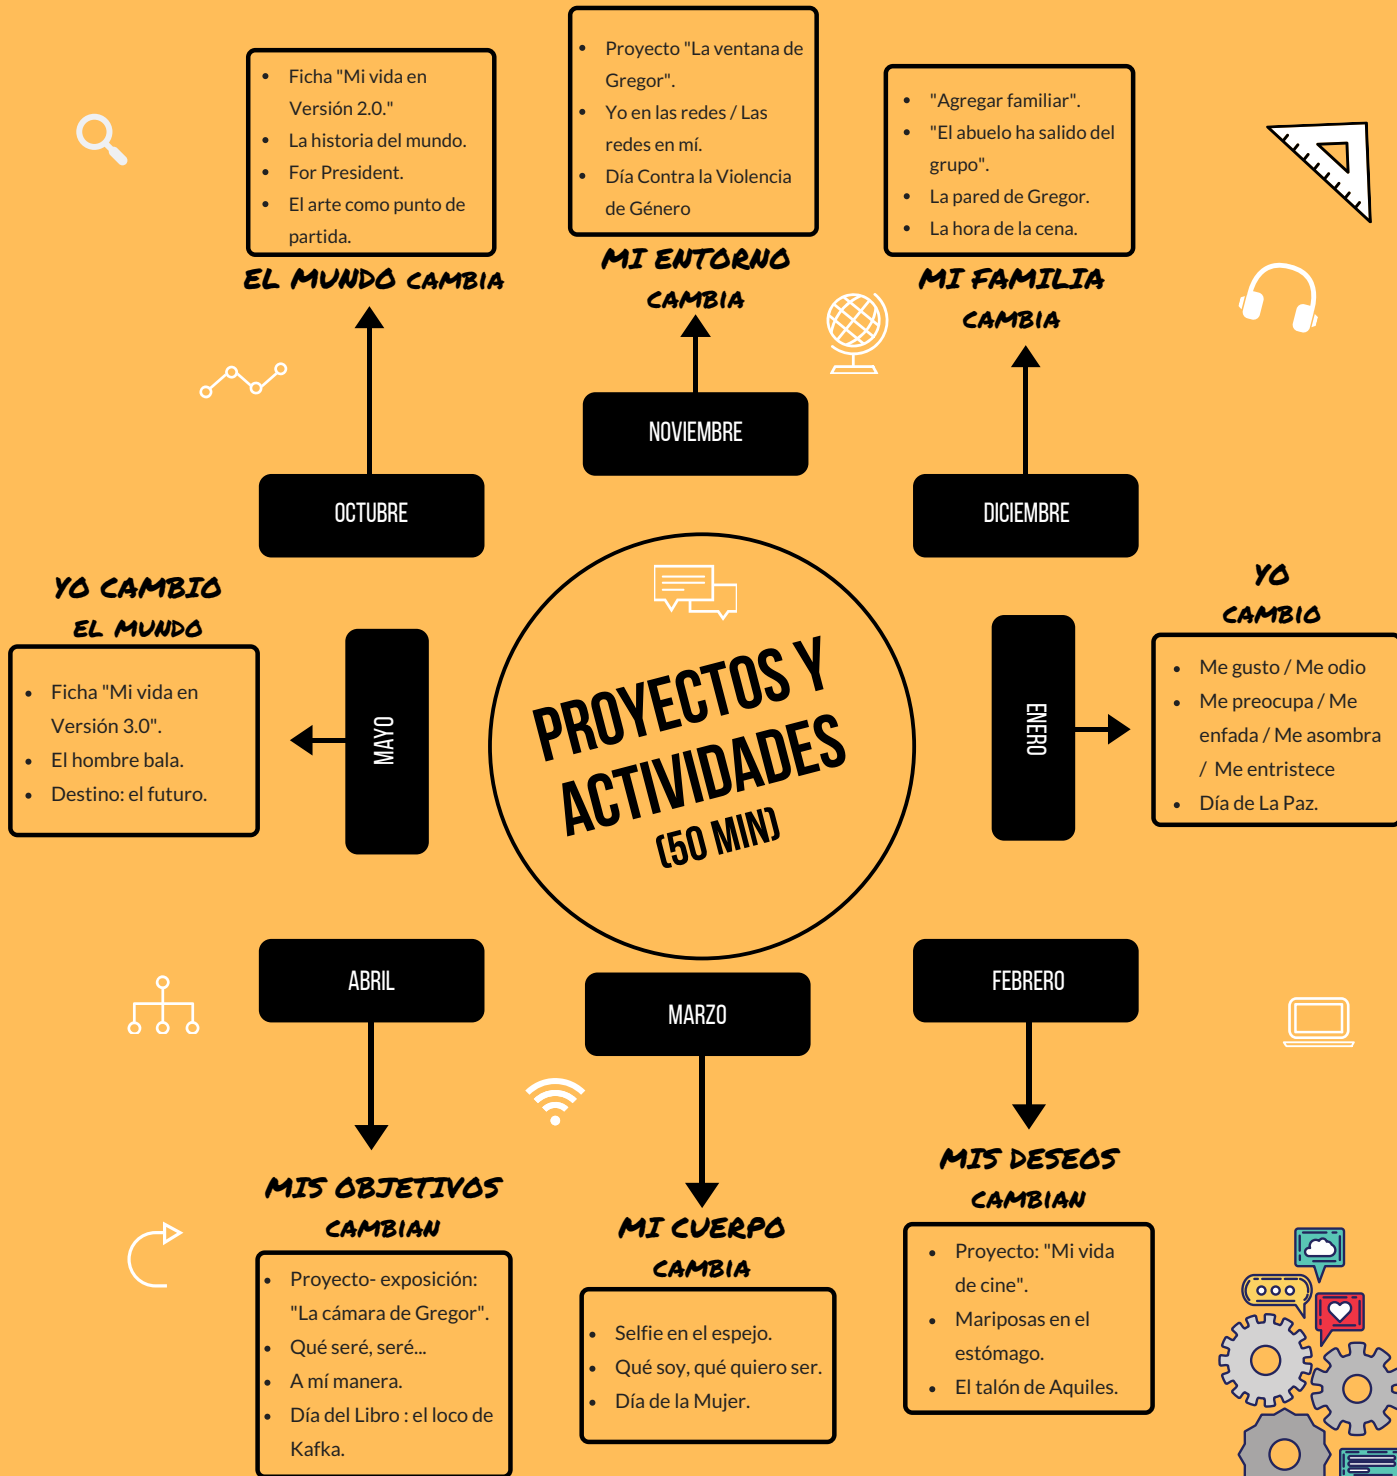 Ficha "Mi vida en
Versión 2.0."
La historia del mundo.
For President.
El arte como punto de
partida.
EL MUNDO CAMBIA
OCTUBRE
Proyecto "La ventana de
Gregor".
Yo en las redes / Las
redes en mí.
Día Contra la Violencia
de Género
MI ENTORNO
CAMBIA
NOVIEMBRE
"Agregar familiar".
"El abuelo ha salido del
grupo".
La pared de Gregor.
La hora de la cena.
MI FAMILIA
CAMBIA
DICIEMBRE
PROYECTOS Y
ACTIVIDADES
(50 MIN)
YO
CAMBIO
Me gusto / Me odio
Me preocupa / Me
enfada / Me asombra
/ Me entristece
Día de La Paz.
ENERO
FEBRERO
MIS DESEOS
CAMBIAN
Proyecto: "Mi vida
de cine".
Mariposas en el
estómago.
El talón de Aquiles.
MARZO
MI CUERPO
CAMBIA
Selfie en el espejo.
Qué soy, qué quiero ser.
Día de la Mujer.
ABRIL
MIS OBJETIVOS
CAMBIAN
Proyecto- exposición:
"La cámara de Gregor".
Qué seré, seré...
A mí manera.
Día del Libro : el loco de
Kafka.
MAYO
YO CAMBIO
EL MUNDO
Ficha "Mi vida en
Versión 3.0".
El hombre bala.
Destino: el futuro.